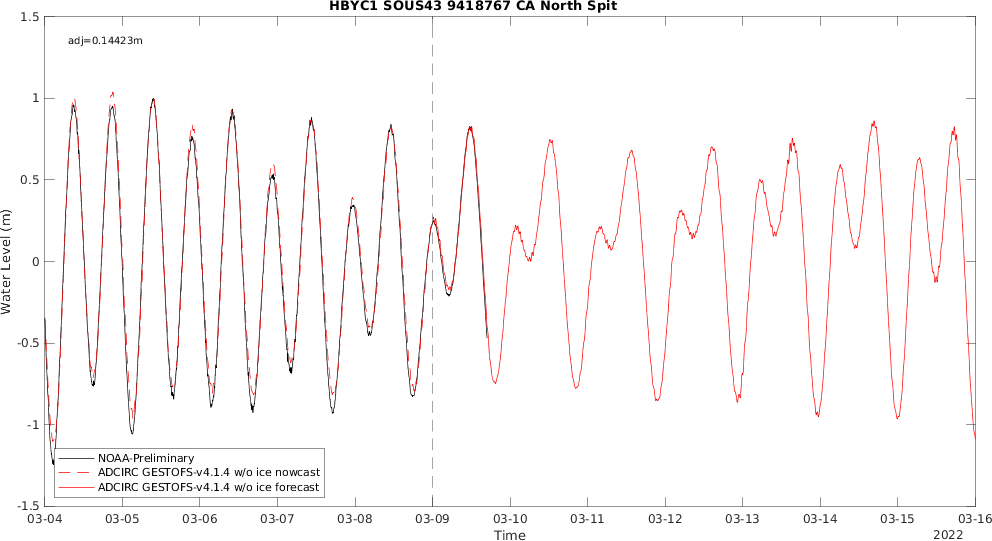 HBYC1 SOUS43 9418767 CA North Spit
adj=0.14423m
1.5
1
0.5
0
-0.5
-1
-1.5
Water Level (m)
NOAA-Preliminary
ADCIRC GESTOFS-v4.1.4 w/o ice nowcast
ADCIRC GESTOFS-v4.1.4 w/o ice forecast
03-04 03-05 03-06 03-07 03-08 03-09 03-10 03-11 03-12 03-13 03-14 03-15 03-16
Time
2022